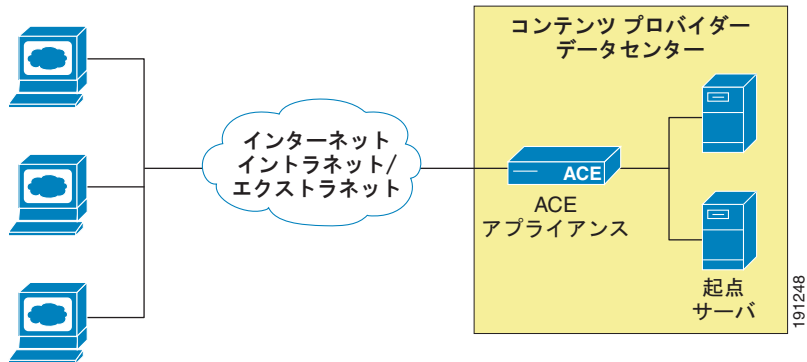 コンテンツ プロバイダー
データセンター
インターネット
イントラネット/
エクストラネット
ACE
ACE
アプライアンス
起点
サーバ
191248